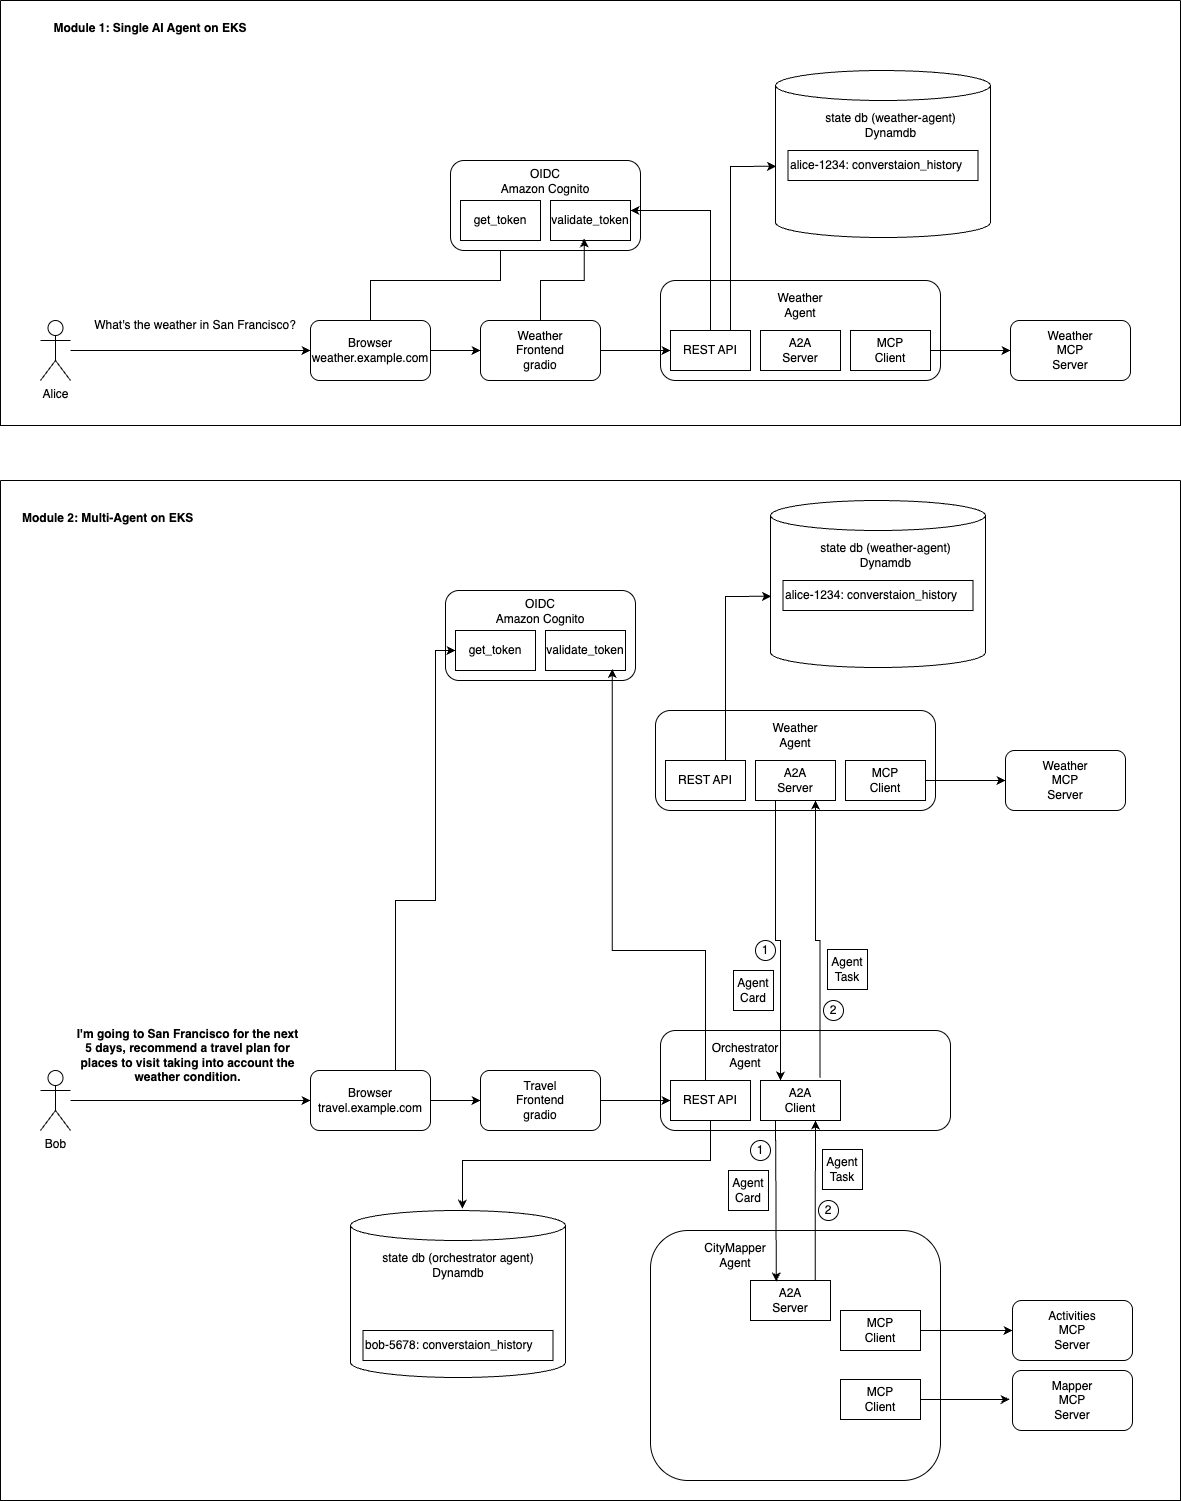 Module 1: Single AI Agent on EKS
state db (weather-agent)
Dynamdb
alice-1234: converstaion_history
OIDC
Amazon Cognito
get_token
validate_token
What's the weather in San Francisco?
Alice
Browser
weather.example.com
Weather
Frontend
gradio
Weather
Agent
REST API
A2A
Server
MCP
Client
Weather
MCP
Server
Module 2: Multi-Agent on EKS
state db (weather-agent)
Dynamdb
alice-1234: converstaion_history
OIDC
Amazon Cognito
get_token
validate_token
Weather
Agent
REST API
A2A
Server
MCP
Client
Weather
MCP
Server
1
Agent
Card
Agent
Task
2
I'm going to San Francisco for the next
5 days, recommend a travel plan for
places to visit taking into account the
weather condition.
Bob
Browser
travel.example.com
Travel
Frontend
gradio
Orchestrator
Agent
REST API
A2A
Client
1
Agent
Card
Agent
Task
2
state db (orchestrator agent)
Dynamdb
bob-5678: converstaion_history
CityMapper
Agent
A2A
Server
MCP
Client
Activities
MCP
Server
MCP
Client
Mapper
MCP
Server